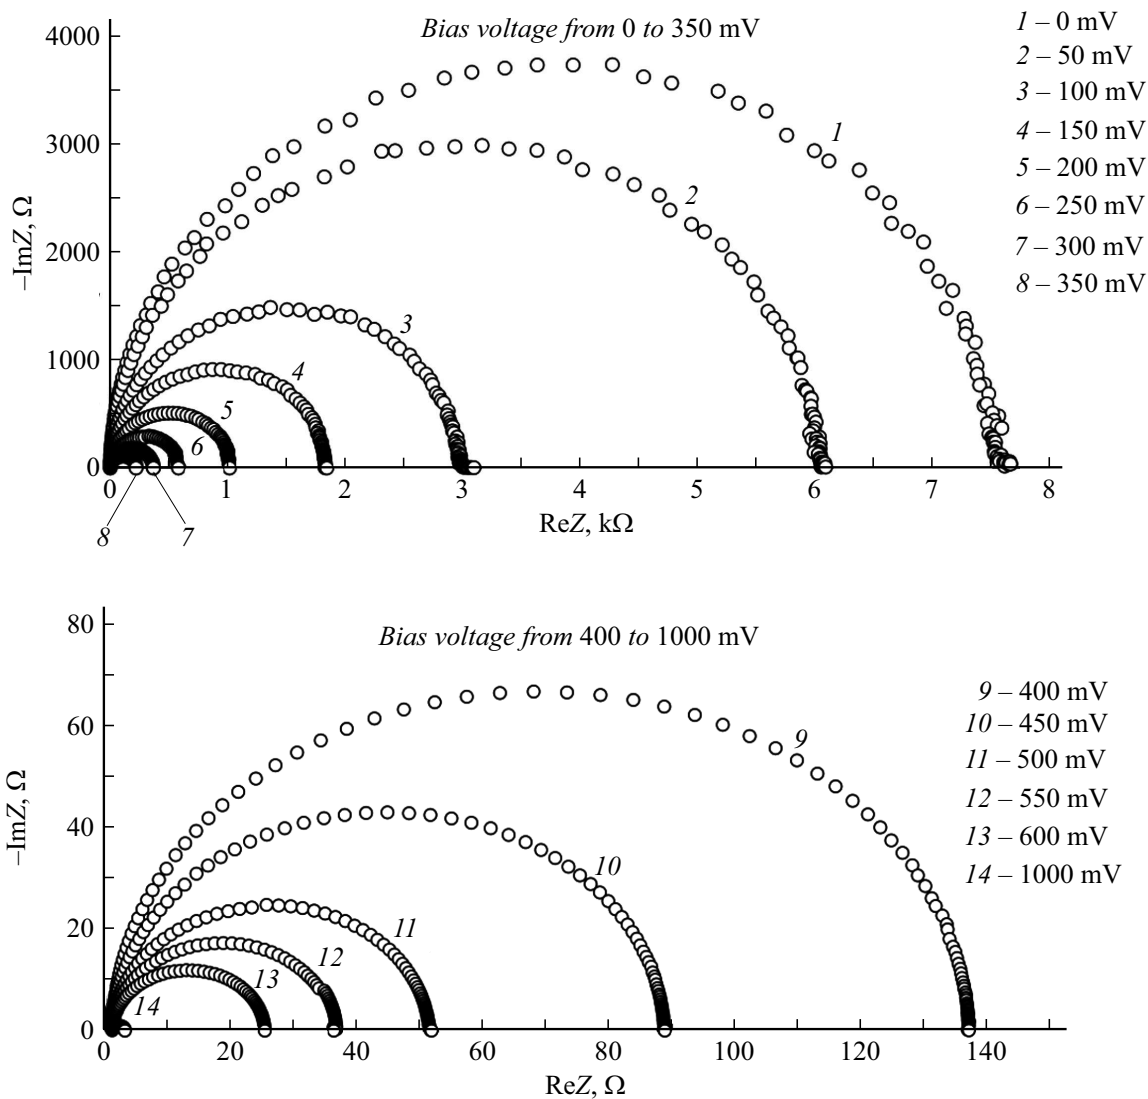 Bias voltage from 0 to 350 mV
1 – 0 mV
2 – 50 mV
3 – 100 mV
4 – 150 mV
5 – 200 mV
6 – 250 mV
7 – 300 mV
8 – 350 mV
4000
3000
2000
1000
0
–ImZ, Ω
1
2
3
4
5
6
0 1 2 3 4 5 6 7 8
8 7
ReZ, kΩ
Bias voltage from 400 to 1000 mV
9 – 400 mV
10 – 450 mV
11 – 500 mV
12 – 550 mV
13 – 600 mV
14 – 1000 mV
80
60
40
20
0
–ImZ, Ω
9
10
11
12
13
14
0 20 40 60 80 100 120 140
ReZ, Ω